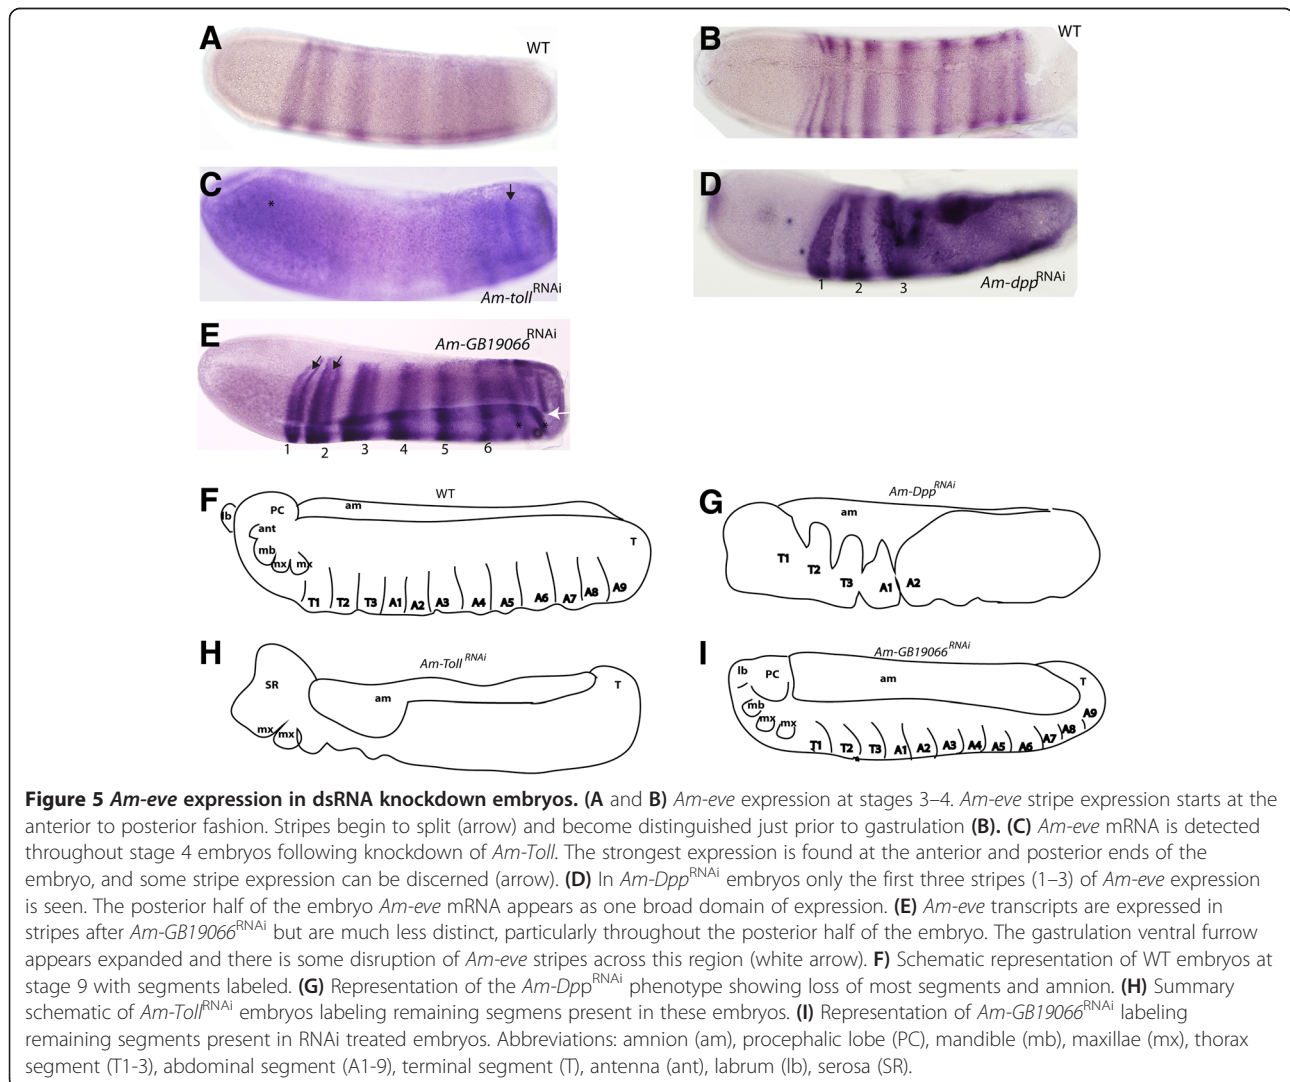 A
WT
B
WT
C
*
Am-toll RNAi
D
1 2 3
Am-dpp RNAi
E
Am-GB19066 RNAi
* *
1 2 3 4 5 6
F
WT
lb
PC
am
ant
mb
mx
mx
T
T1 T2 T3 A1 A2 A3 A4 A5 A6 A7 A8 A9
G
Am-Dpp RNAi
am
T1 T2 T3 A1 A2
H
Am-Toll RNAi
SR
am
T
mx
mx
I
Am-GB19066 RNAi
lb
PC
am
T
mb
mx
mx
T1 T2 T3 A1 A2 A3 A4 A5 A6 A7 A8 A9
Figure 5 Am-eve expression in dsRNA knockdown embryos. (A and B) Am-eve expression at stages 3–4. Am-eve stripe expression starts at the
anterior to posterior fashion. Stripes begin to split (arrow) and become distinguished just prior to gastrulation (B). (C) Am-eve mRNA is detected
throughout stage 4 embryos following knockdown of Am-Toll. The strongest expression is found at the anterior and posterior ends of the
embryo, and some stripe expression can be discerned (arrow). (D) In Am-DppRNAi embryos only the first three stripes (1–3) of Am-eve expression
is seen. The posterior half of the embryo Am-eve mRNA appears as one broad domain of expression. (E) Am-eve transcripts are expressed in
stripes after Am-GB19066RNAi but are much less distinct, particularly throughout the posterior half of the embryo. The gastrulation ventral furrow
appears expanded and there is some disruption of Am-eve stripes across this region (white arrow). F) Schematic representation of WT embryos at
stage 9 with segments labeled. (G) Representation of the Am-DppRNAi phenotype showing loss of most segments and amnion. (H) Summary
schematic of Am-TollRNAi embryos labeling remaining segmens present in these embryos. (I) Representation of Am-GB19066RNAi labeling
remaining segments present in RNAi treated embryos. Abbreviations: amnion (am), procephalic lobe (PC), mandible (mb), maxillae (mx), thorax
segment (T1-3), abdominal segment (A1-9), terminal segment (T), antenna (ant), labrum (lb), serosa (SR).